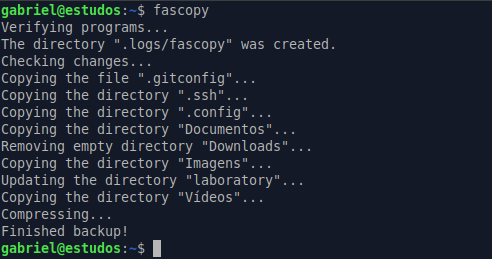 gabriel@estudos:~$ fascopy
Verifying programs...
The directory ".logs/fascopy" was created.
Checking changes...
Copying the file ".gitconfig"...
Copying the directory ".ssh"...
Copying the directory ".config"...
Copying the directory "Documentos"...
Removing empty directory "Downloads"...
Copying the directory "Imagens"...
Updating the directory "laboratory"...
Copying the directory "Vídeos"...
Compressing...
Finished backup!
gabriel@estudos:~$